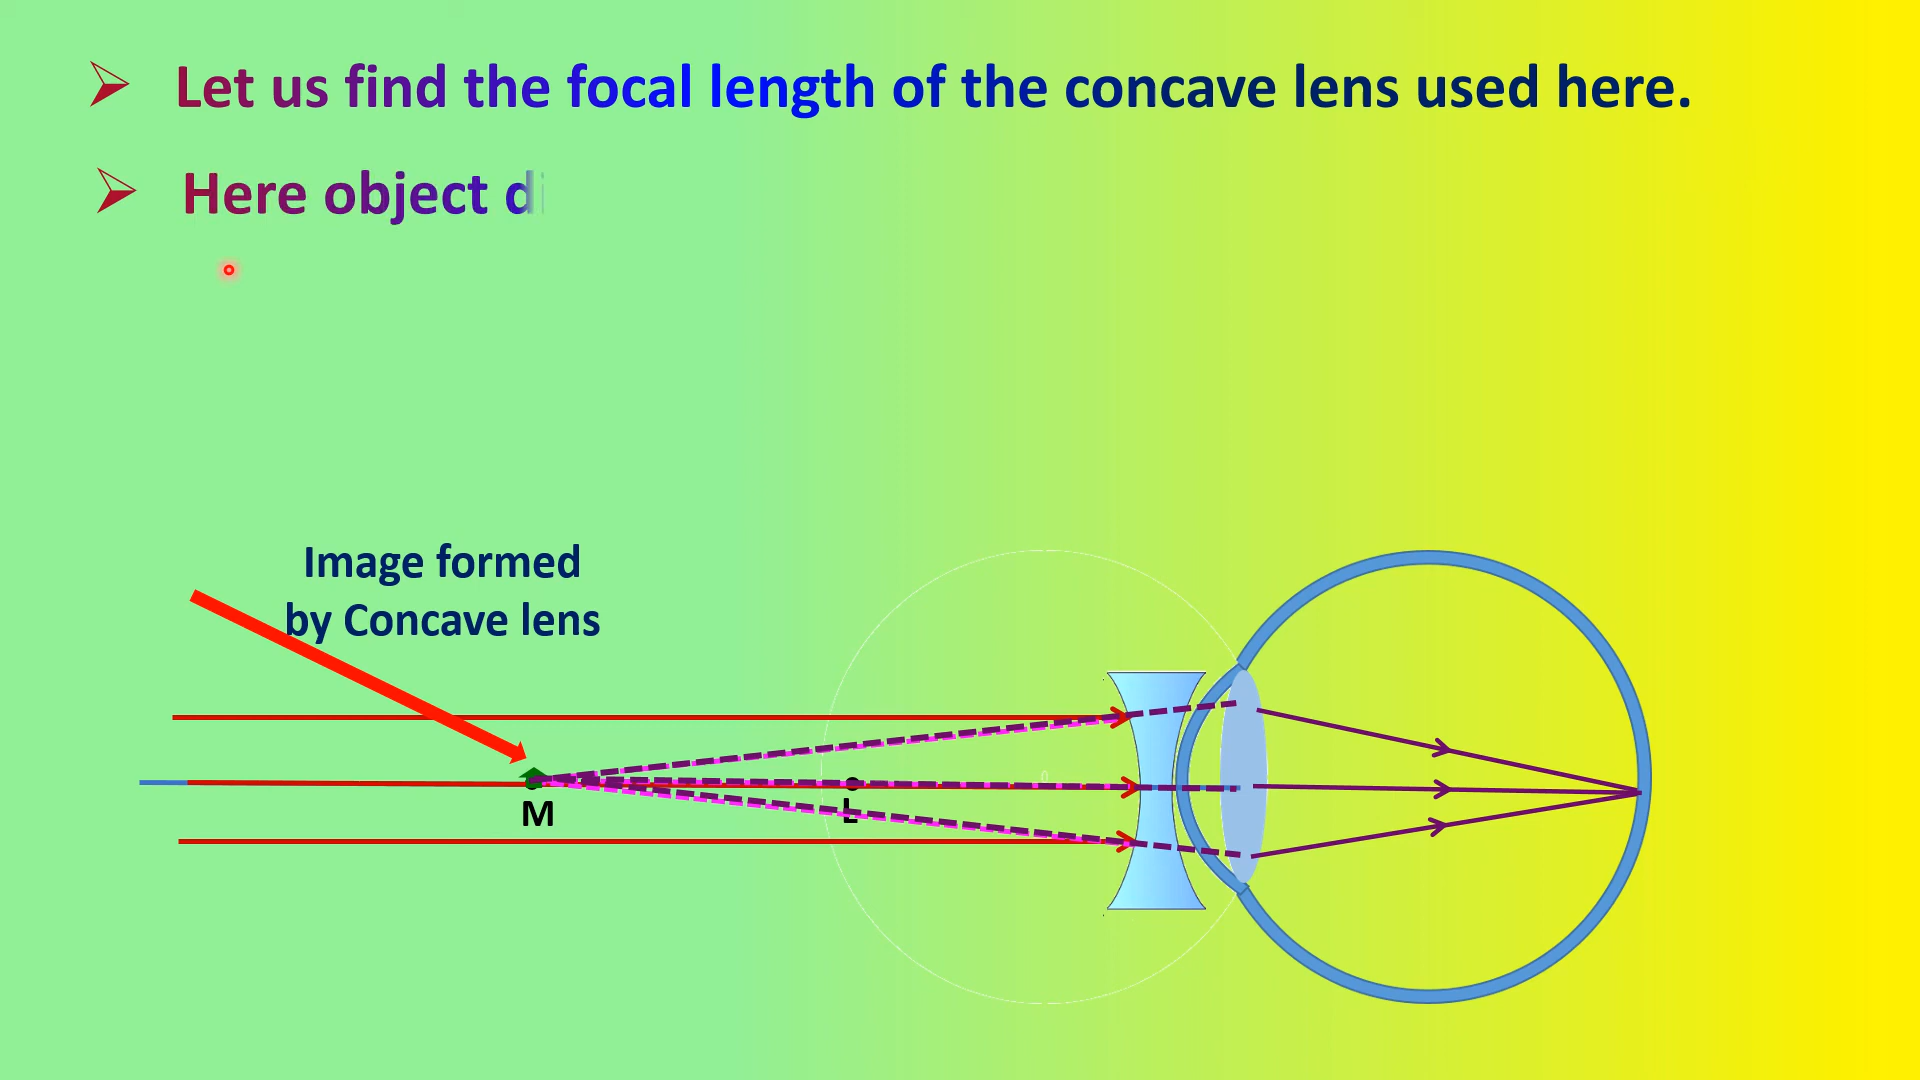 Let us find the focal length of the concave lens used here.
Here object d
Image formed
by Concave lens
M
L